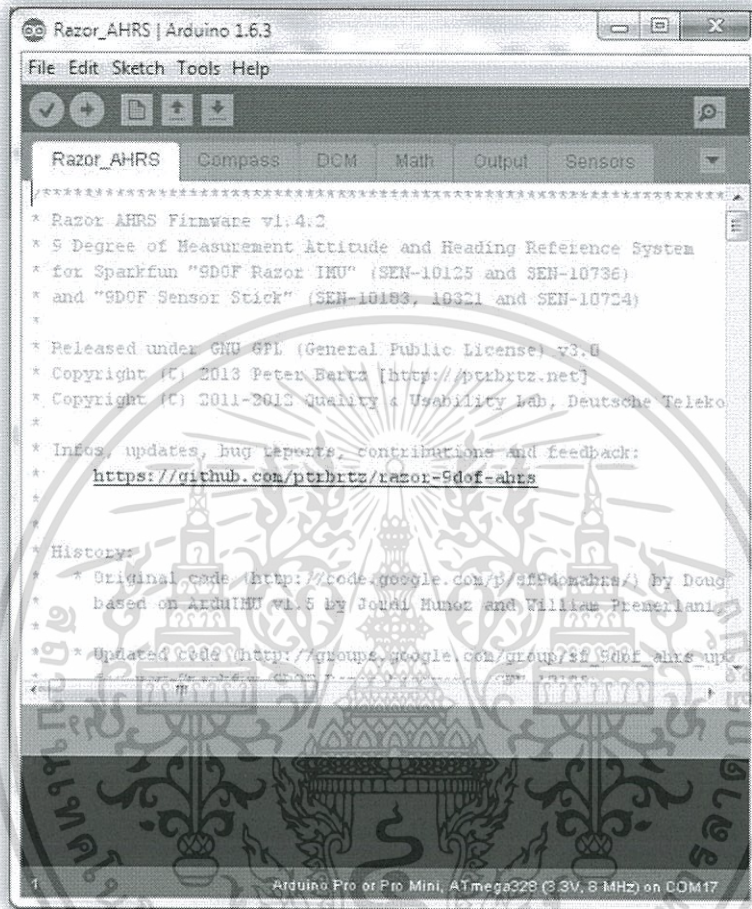 Razor_AHRS | Arduino 1.6.3
File Edit Sketch Tools Help
Razor_AHRS Compass DCM Math Output Sensors
/*****************************************************************
* Razor AHRS Firmware v1.4.2
* 9 Degree of Measurement Attitude and Heading Reference System
* for Sparkfun "9DOF Razor IMU" (SEN-10125 and SEN-10736)
* and "9DOF Sensor Stick" (SEN-10183, 10321 and SEN-10724)
*
* Released under GNU GPL (General Public License) v3.0
* Copyright (C) 2013 Peter Bartz [http://ptrbrtz.net]
* Copyright (C) 2011-2012 Quality & Usability Lab, Deutsche Teleko
*
* Infos, updates, bug reports, contributions and feedback:
* https://github.com/ptrbrtz/razor-9dof-ahrs
*
*
* History:
* * Original code (http://code.google.com/p/sf9domahrs/) by Doug
* based on ArduIMU v1.5 by Jordi Munoz and William Premerlani,
*
* * Updated code (http://groups.google.com/group/sf_9dof_ahrs_up
1 Arduino Pro or Pro Mini, ATmega328 (3.3V, 8 MHz) on COM17